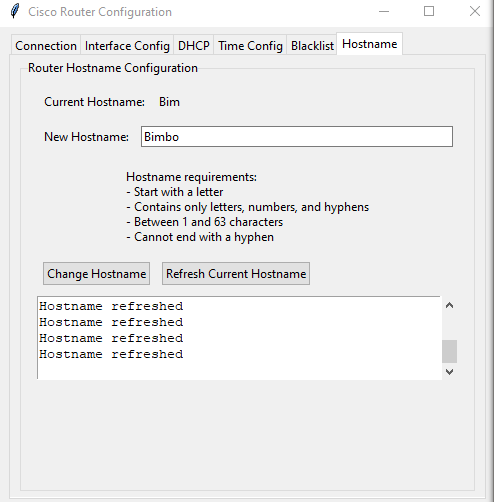 Cisco Router Configuration
Connection Interface Config DHCP Time Config Blacklist Hostname
Router Hostname Configuration
Current Hostname: Bim
New Hostname: Bimbo
Hostname requirements:
- Start with a letter
- Contains only letters, numbers, and hyphens
- Between 1 and 63 characters
- Cannot end with a hyphen
Change Hostname Refresh Current Hostname
Hostname refreshed
Hostname refreshed
Hostname refreshed
Hostname refreshed